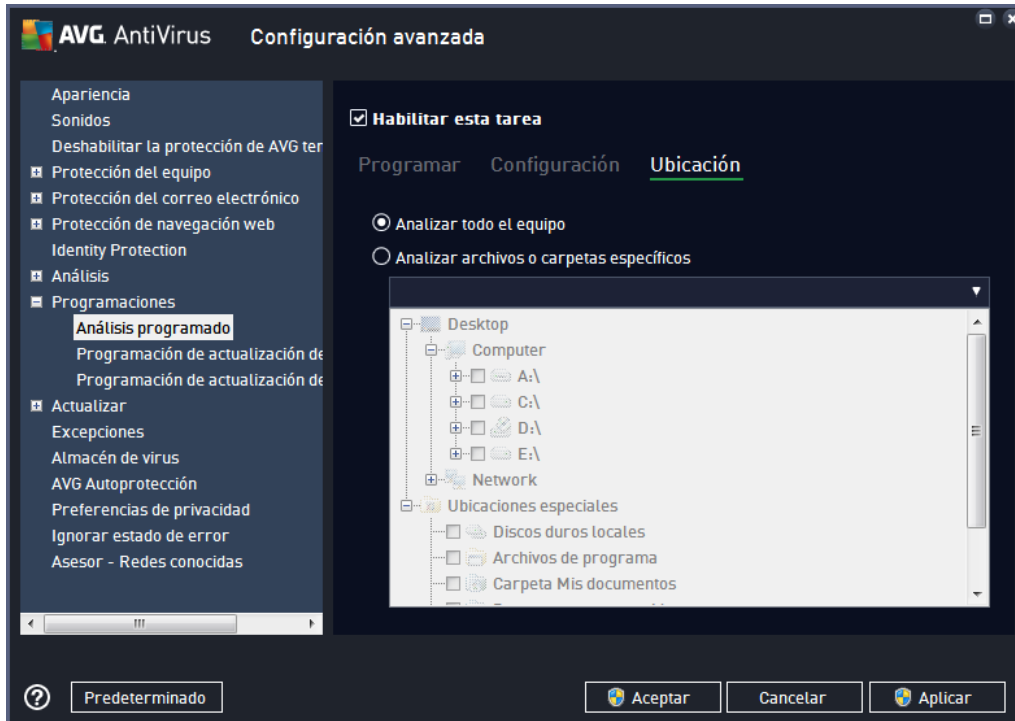 AVG. AntiVirus Configuración avanzada
Apariencia
Sonidos
Deshabilitar la protección de AVG ter
Protección del equipo
Protección del correo electrónico
Protección de navegación web
Identity Protection
Análisis
Programaciones
Análisis programado
Programación de actualización de
Programación de actualización de
Actualizar
Excepciones
Almacén de virus
AVG Autoprotección
Preferencias de privacidad
Ignorar estado de error
Asesor - Redes conocidas
Habilitar esta tarea
Programar Configuración Ubicación
Analizar todo el equipo
Analizar archivos o carpetas específicos
Desktop
Computer
A:\
C:\
D:\
E:\
Network
Ubicaciones especiales
Discos duros locales
Archivos de programa
Carpeta Mis documentos
Predeterminado
Aceptar
Cancelar
Aplicar